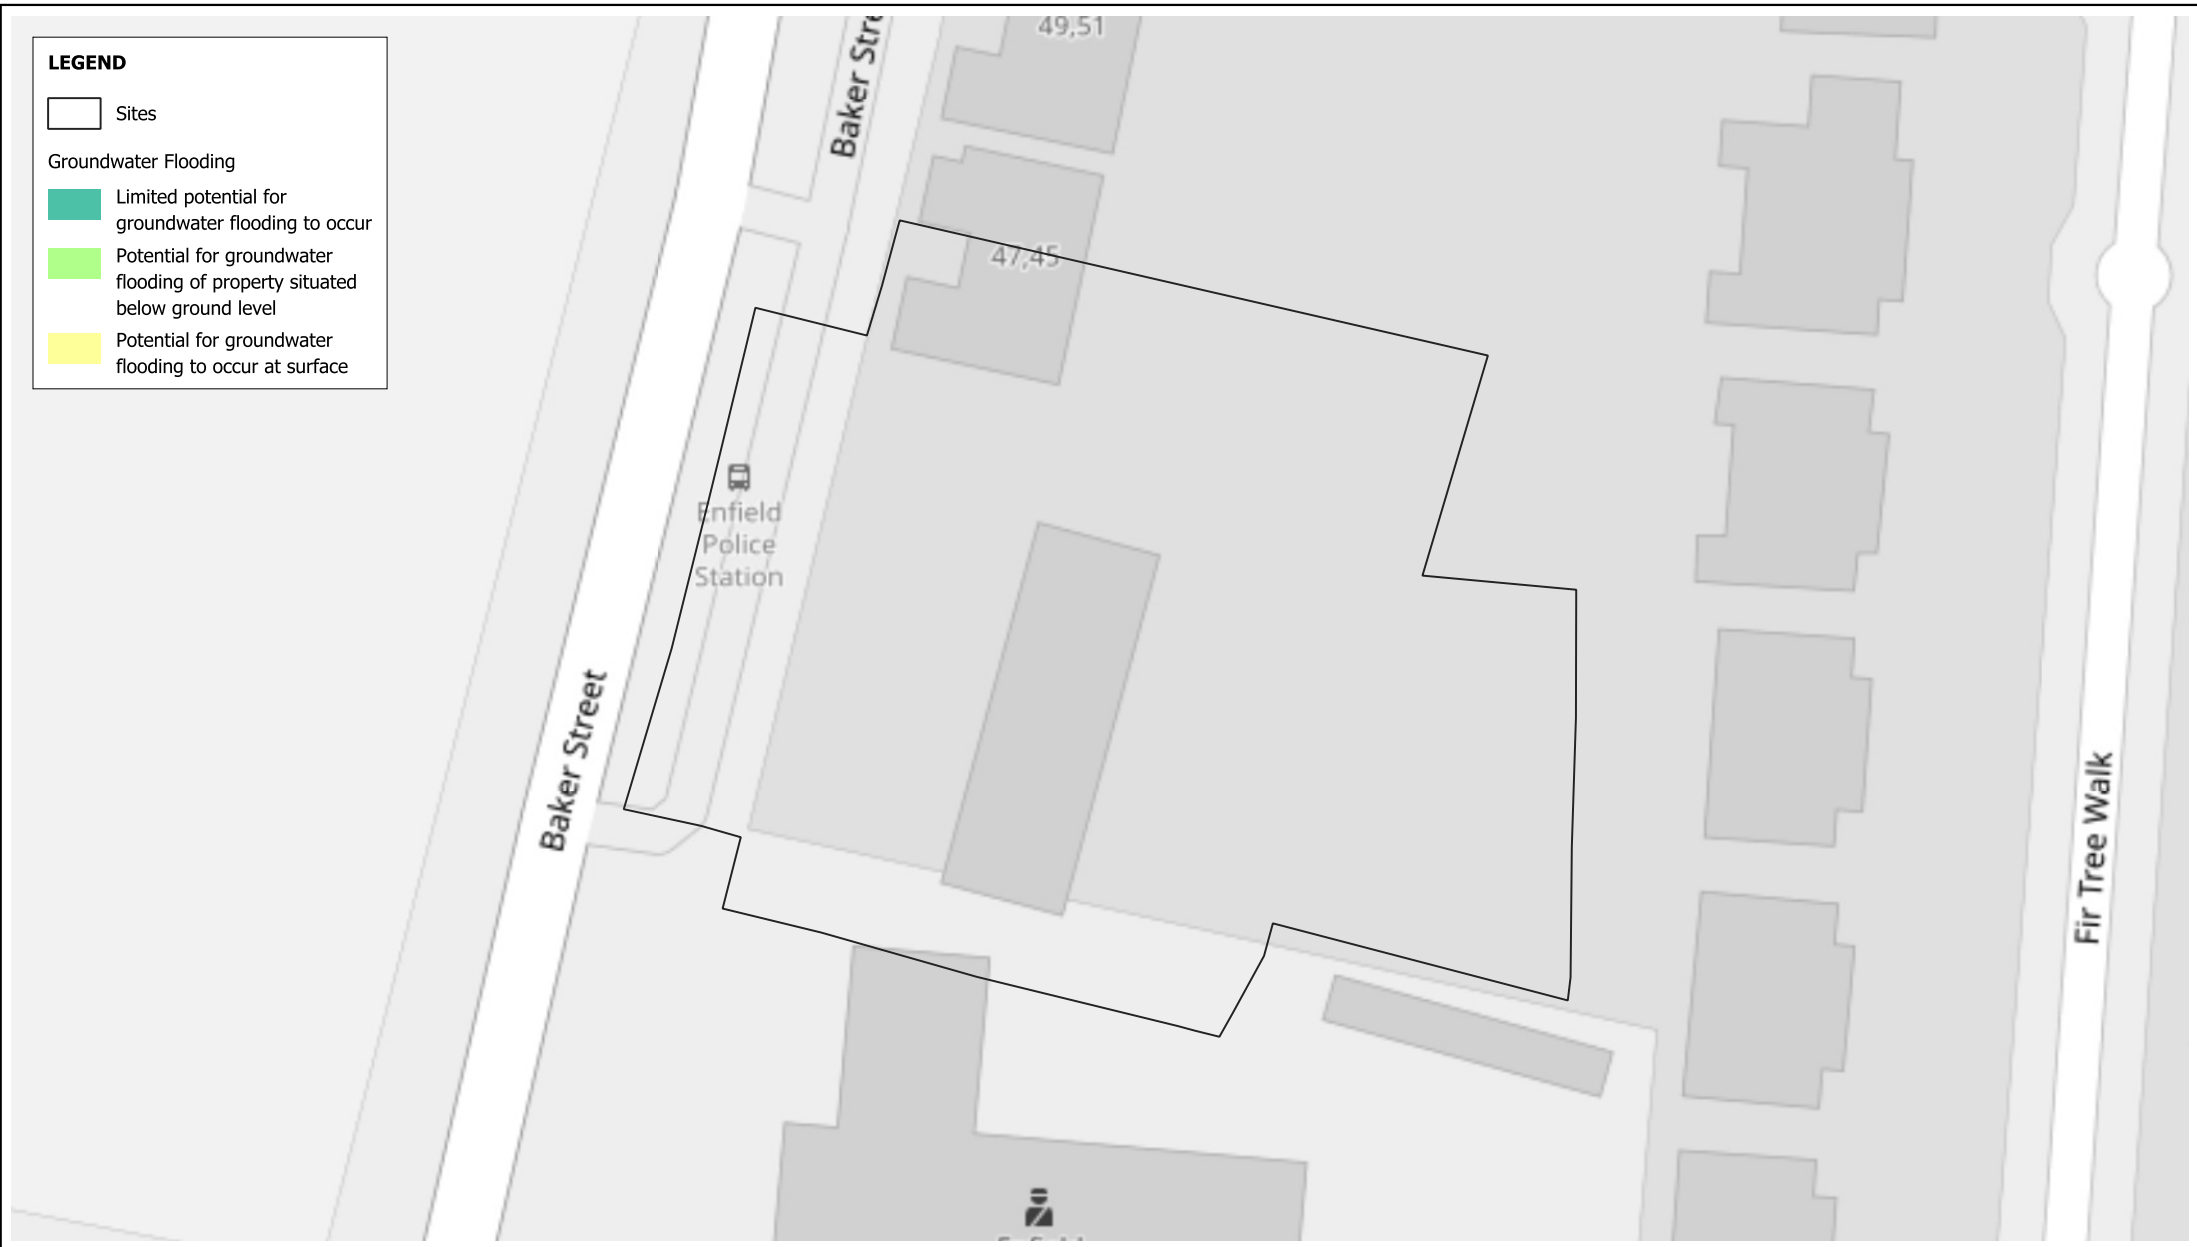 LEGEND
Sites
Groundwater Flooding
Limited potential for
groundwater flooding to occur
Potential for groundwater
flooding of property situated
below ground level
Potential for groundwater
flooding to occur at surface
49,51
Baker Stre
47,45
Enfield
Police
Station
Baker Street
Fir Tree Walk